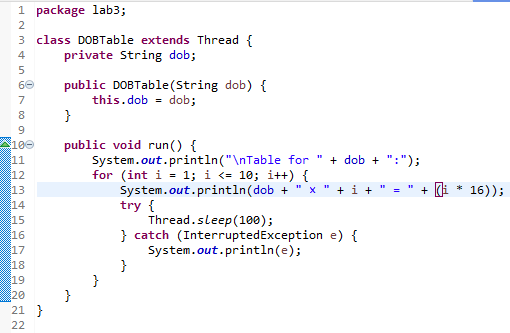 1 package lab3;
2
3 class DOBTable extends Thread {
4     private String dob;
5
6     public DOBTable(String dob) {
7         this.dob = dob;
8     }
9
10     public void run() {
11         System.out.println("\nTable for " + dob + ":");
12         for (int i = 1; i <= 10; i++) {
13             System.out.println(dob + " x " + i + " = " + (i * 16));
14             try {
15                 Thread.sleep(100);
16             } catch (InterruptedException e) {
17                 System.out.println(e);
18             }
19         }
20     }
21 }
22